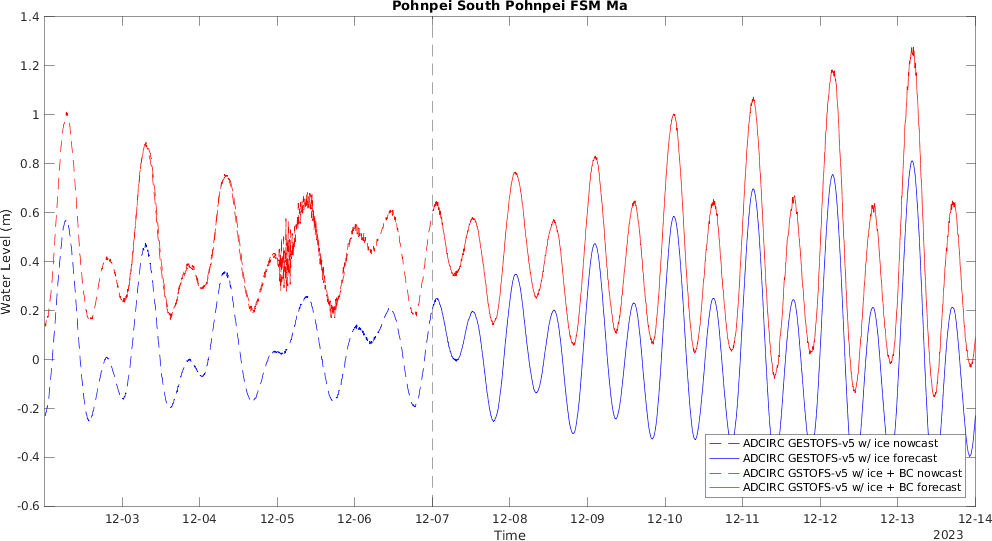 Pohnpei South Pohnpei FSM Ma
Water Level (m)
1.4
1.2
1
0.8
0.6
0.4
0.2
0
-0.2
-0.4
-0.6
ADCIRC GESTOFS-v5 w/ ice nowcast
ADCIRC GESTOFS-v5 w/ ice forecast
ADCIRC GSTOFS-v5 w/ ice + BC nowcast
ADCIRC GSTOFS-v5 w/ ice + BC forecast
12-03 12-04 12-05 12-06 12-07 12-08 12-09 12-10 12-11 12-12 12-13 12-14
Time
2023